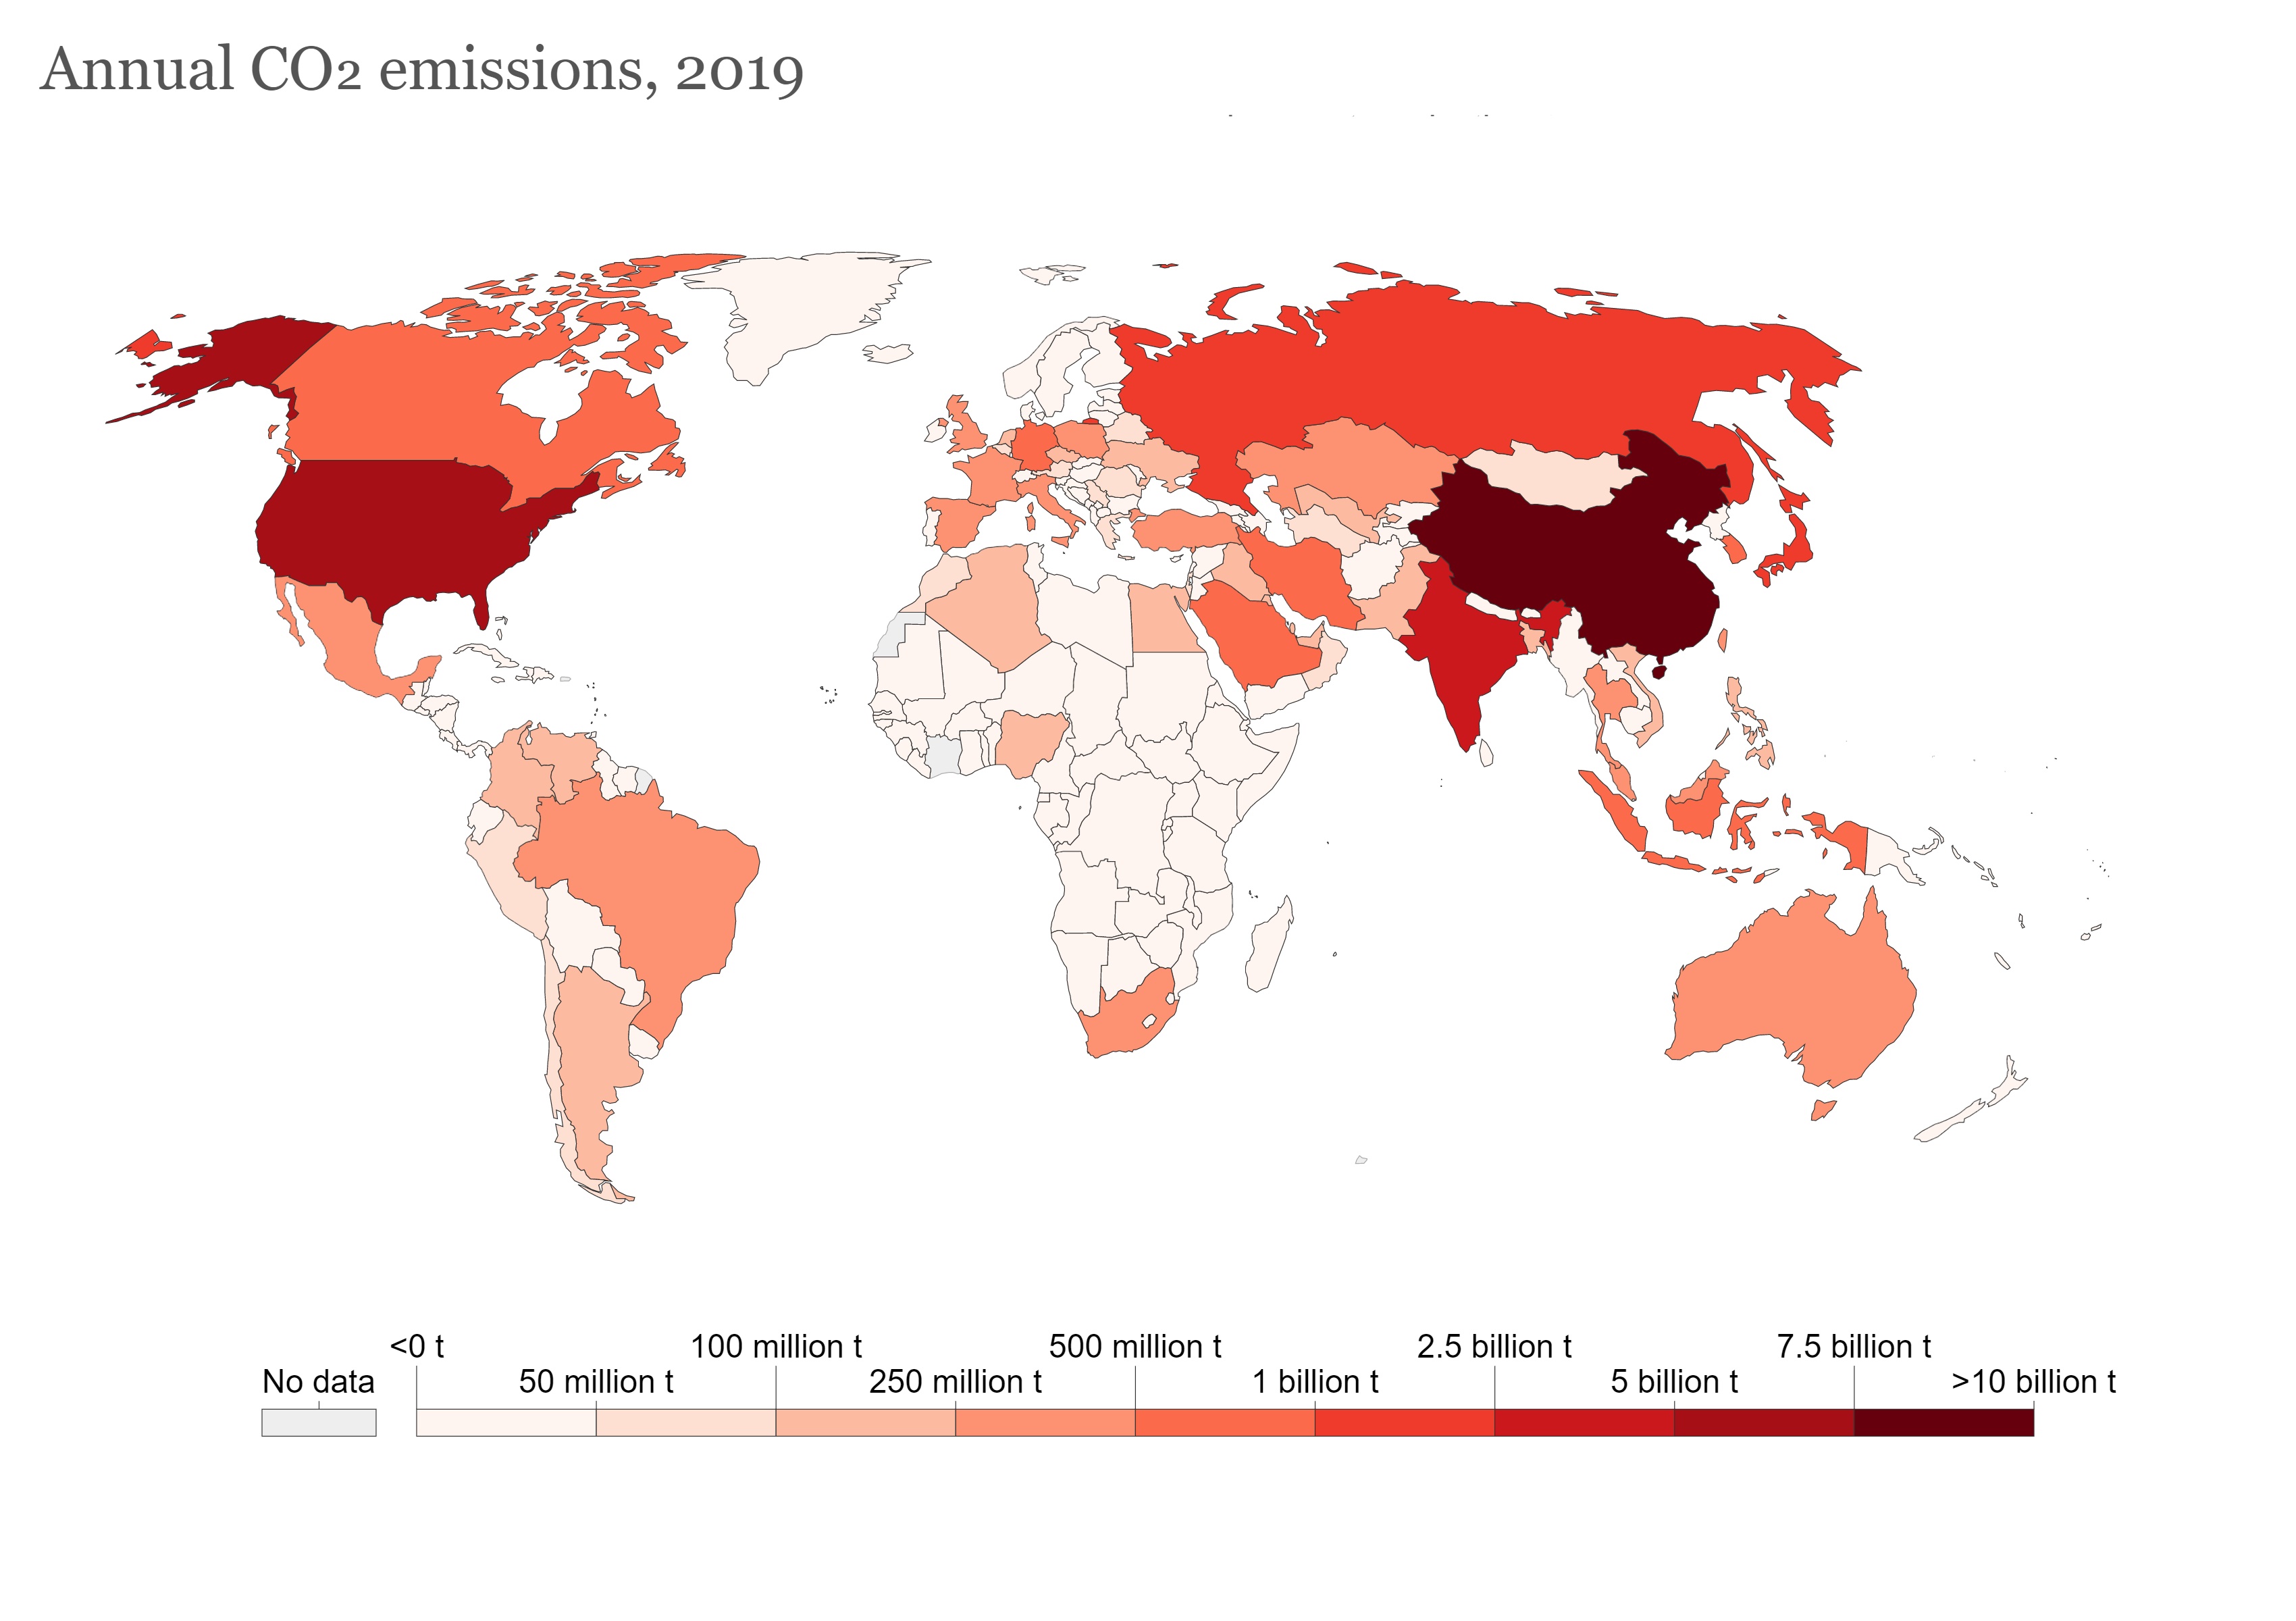 Annual CO2 emissions, 2019
<0 t
100 million t
500 million t
2.5 billion t
7.5 billion t
No data
50 million t
250 million t
1 billion t
5 billion t
>10 billion t